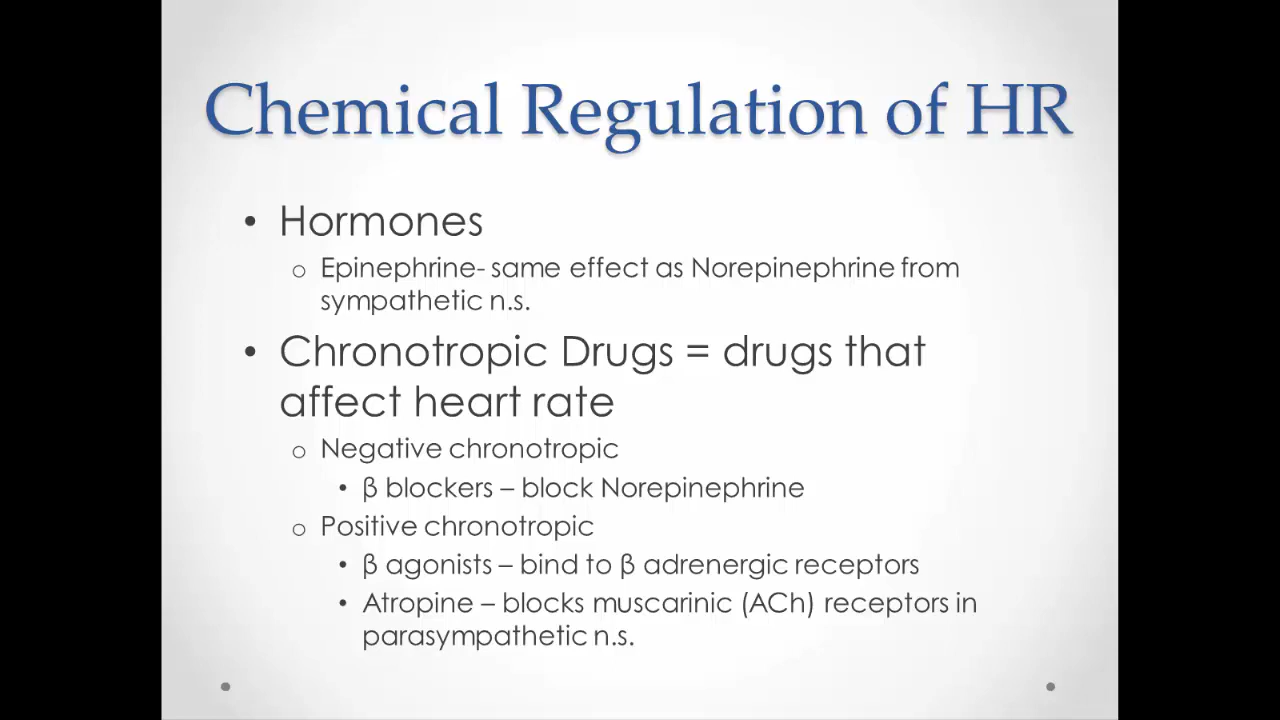 Chemical Regulation of HR
• Hormones
o Epinephrine- same effect as Norepinephrine from
sympathetic n.s.
• Chronotropic Drugs = drugs that
affect heart rate
o Negative chronotropic
• β blockers – block Norepinephrine
o Positive chronotropic
• β agonists – bind to β adrenergic receptors
• Atropine – blocks muscarinic (ACh) receptors in
parasympathetic n.s.